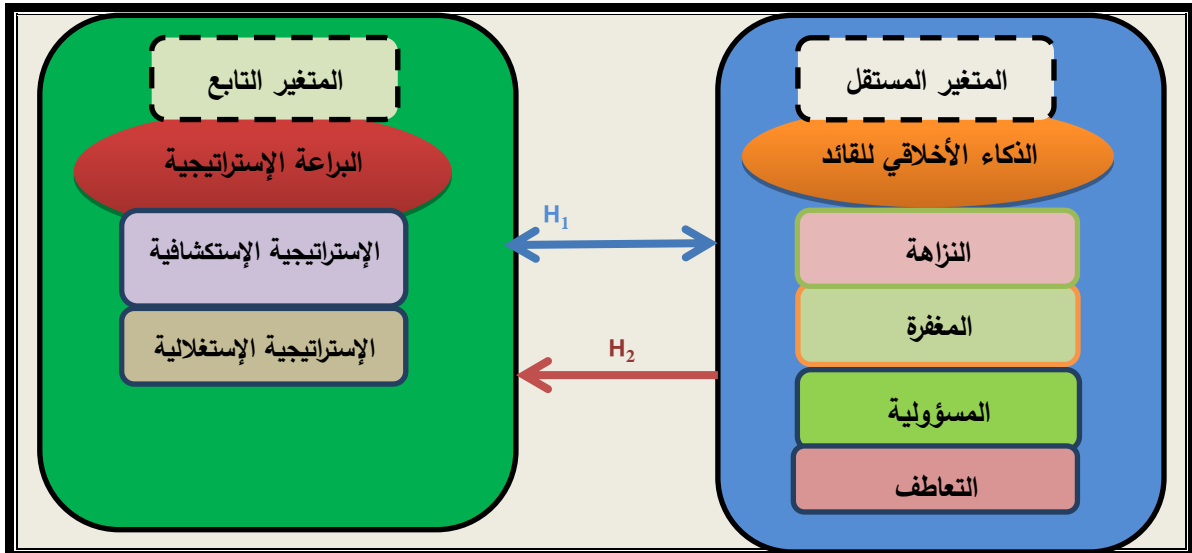 المتغير المستقل
الذكاء الأخلاقي للقائد
النزاهة
المغفرة
المسؤولية
التعاطف
H1
H2
المتغير التابع
البراعة الإستراتيجية
الإستراتيجية الإستكشافية
الإستراتيجية الإستغلالية